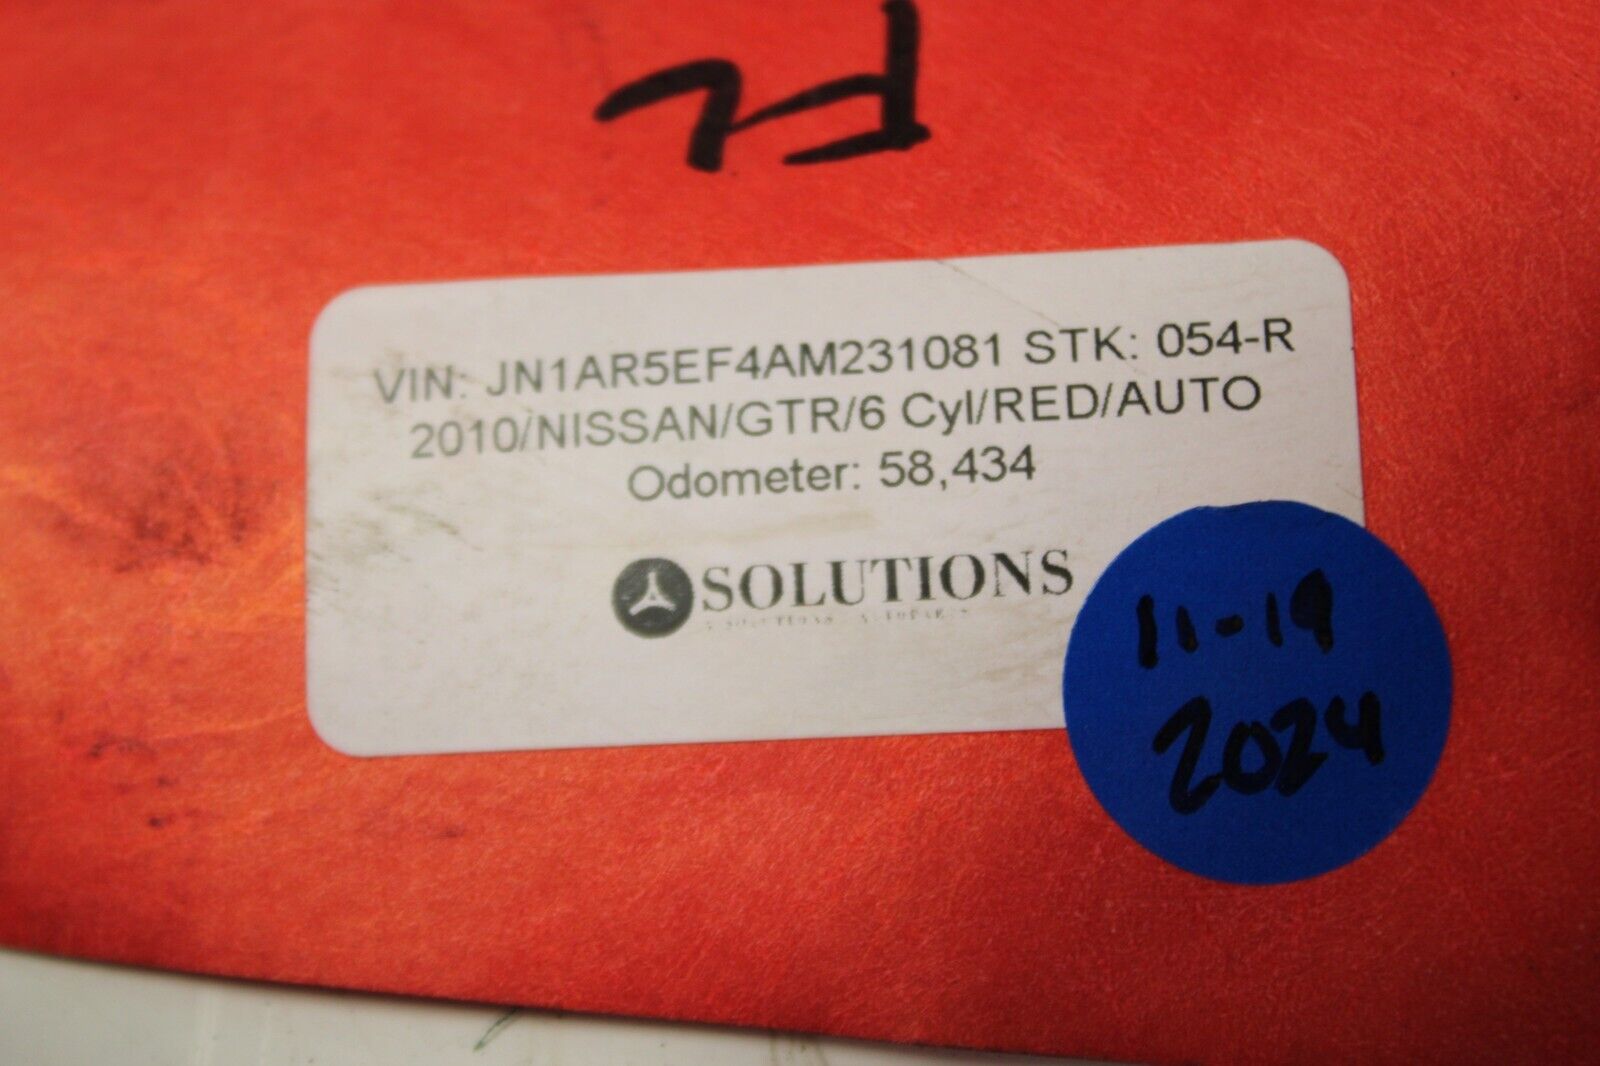 FL
VIN: JN1AR5EF4AM231081 STK: 054-R
2010/NISSAN/GTR/6 Cyl/RED/AUTO
Odometer: 58,434
SOLUTIONS
11-19
2024